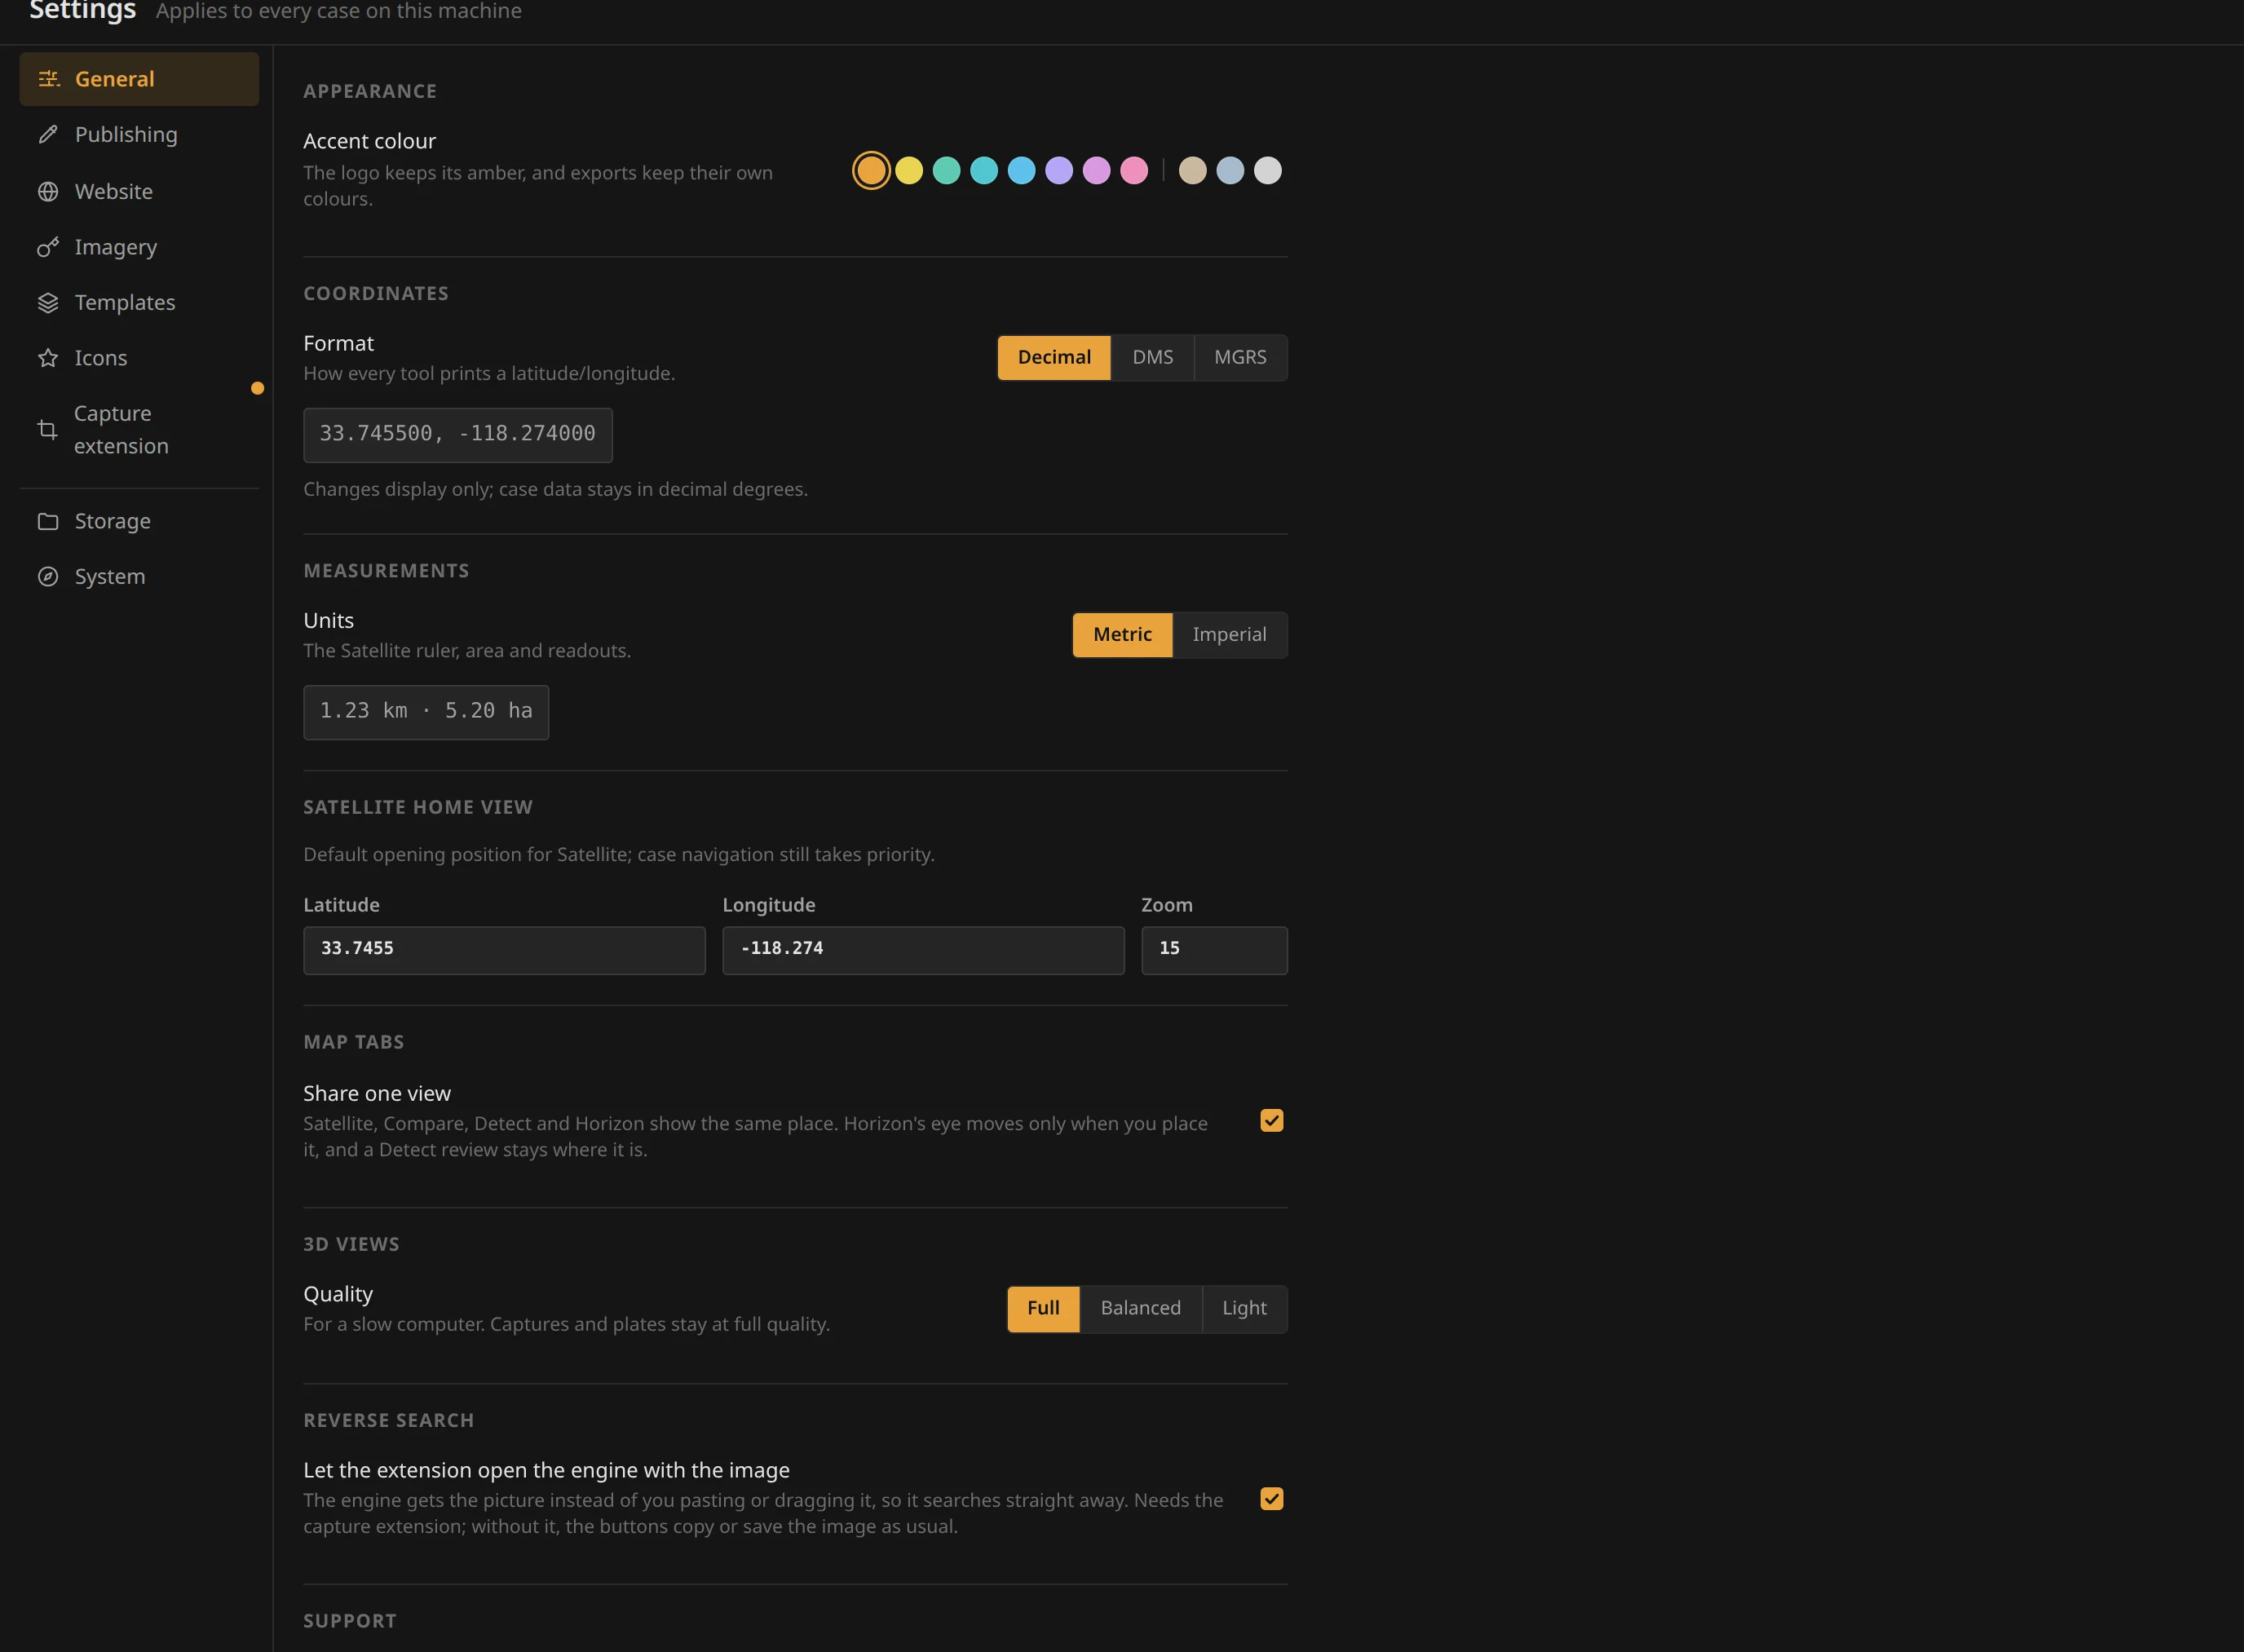 Settings Applies to every case on this machine
General
Publishing
Website
Imagery
Templates
Icons
Capture
extension
Storage
System
APPEARANCE
Accent colour
The logo keeps its amber, and exports keep their own
colours.
COORDINATES
Format
How every tool prints a latitude/longitude.
Decimal DMS MGRS
33.745500, -118.274000
Changes display only; case data stays in decimal degrees.
MEASUREMENTS
Units
The Satellite ruler, area and readouts.
Metric Imperial
1.23 km · 5.20 ha
SATELLITE HOME VIEW
Default opening position for Satellite; case navigation still takes priority.
Latitude Longitude Zoom
33.7455 -118.274 15
MAP TABS
Share one view
Satellite, Compare, Detect and Horizon show the same place. Horizon's eye moves only when you place
it, and a Detect review stays where it is.
3D VIEWS
Quality
For a slow computer. Captures and plates stay at full quality.
Full Balanced Light
REVERSE SEARCH
Let the extension open the engine with the image
The engine gets the picture instead of you pasting or dragging it, so it searches straight away. Needs the
capture extension; without it, the buttons copy or save the image as usual.
SUPPORT